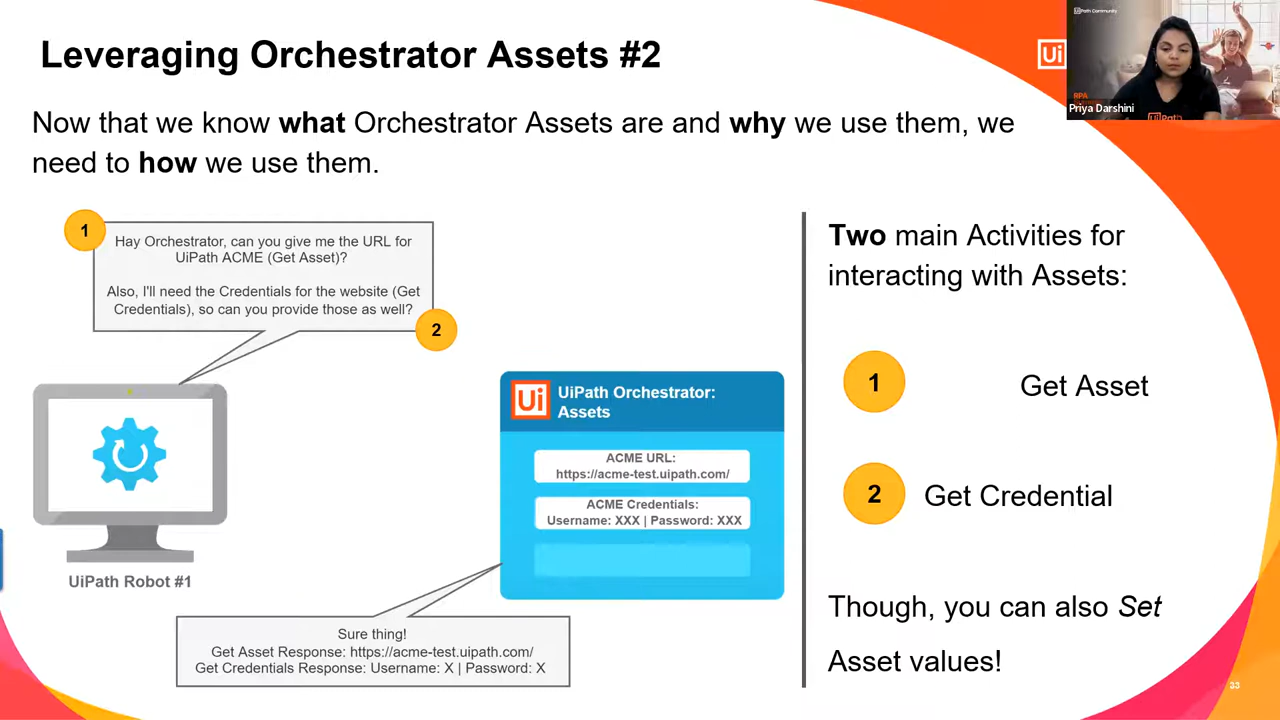 Leveraging Orchestrator Assets #2
Now that we know what Orchestrator Assets are and why we use them, we
need to how we use them.
1
Hay Orchestrator, can you give me the URL for
UiPath ACME (Get Asset)?
Also, I'll need the Credentials for the website (Get
Credentials), so can you provide those as well?
2
UiPath Robot #1
Ui
UiPath Orchestrator:
Assets
ACME URL:
https://acme-test.uipath.com/
ACME Credentials:
Username: XXX | Password: XXX
Sure thing!
Get Asset Response: https://acme-test.uipath.com/
Get Credentials Response: Username: X | Password: X
Two main Activities for
interacting with Assets:
1
Get Asset
2
Get Credential
Though, you can also Set
Asset values!
33
Ui
UiPath Community
RPA
Priya Darshini
UiPath